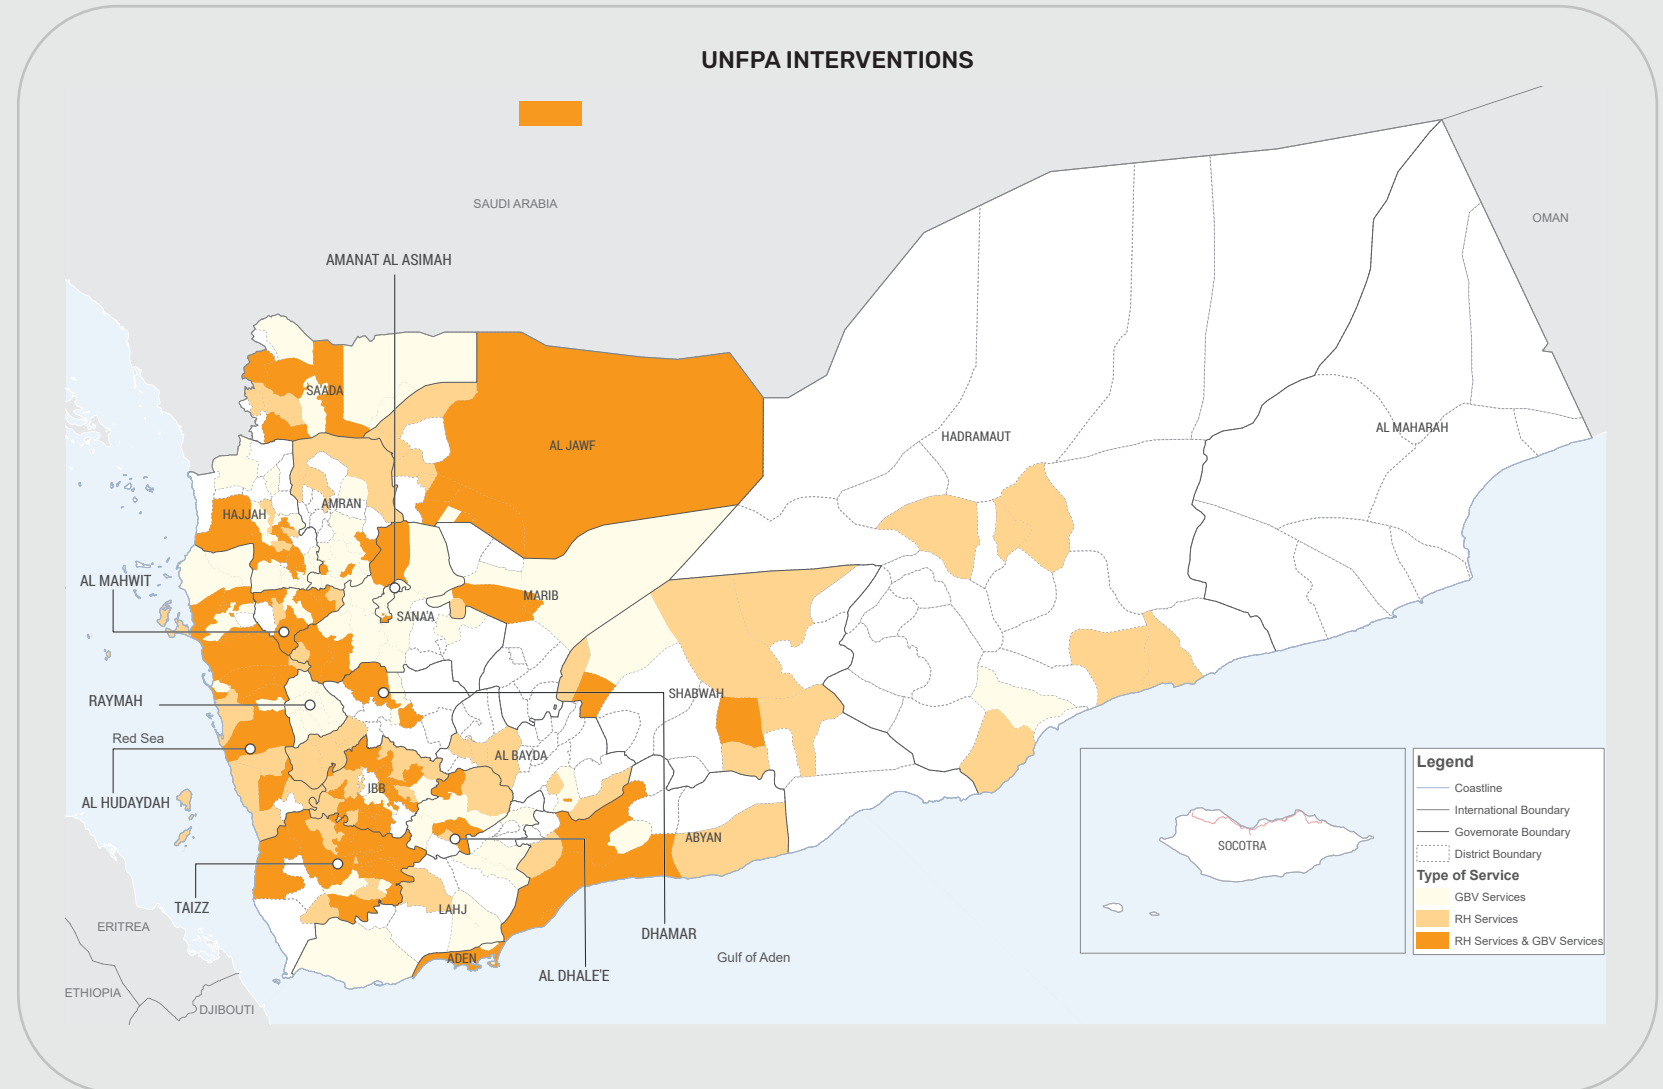 UNFPA INTERVENTIONS
SAUDI ARABIA
OMAN
AMANAT AL ASIMAH
SA'ADA
AL JAWF
HADRAMAUT
AL MAHARAH
AMRAN
HAJJAH
AL MAHWIT
MARIB
SANA'A
RAYMAH
SHABWAH
Red Sea
AL BAYDA
AL HUDAYDAH
IBB
ABYAN
TAIZZ
LAHJ
ERITREA
DHAMAR
ADEN
Gulf of Aden
AL DHALE'E
ETHIOPIA
DJIBOUTI
SOCOTRA
Legend
Coastline
International Boundary
Governorate Boundary
District Boundary
Type of Service
GBV Services
RH Services
RH Services & GBV Services